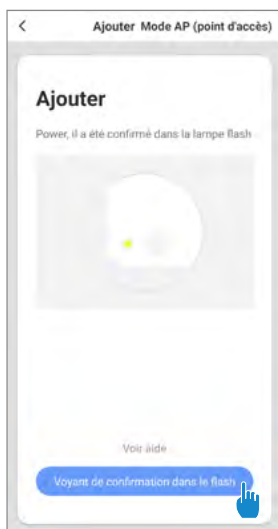 Ajouter Mode AP (point d'accès)
Ajouter
Power, il a été confirmé dans la lampe flash
Voir aide
Voyant de confirmation dans le flash